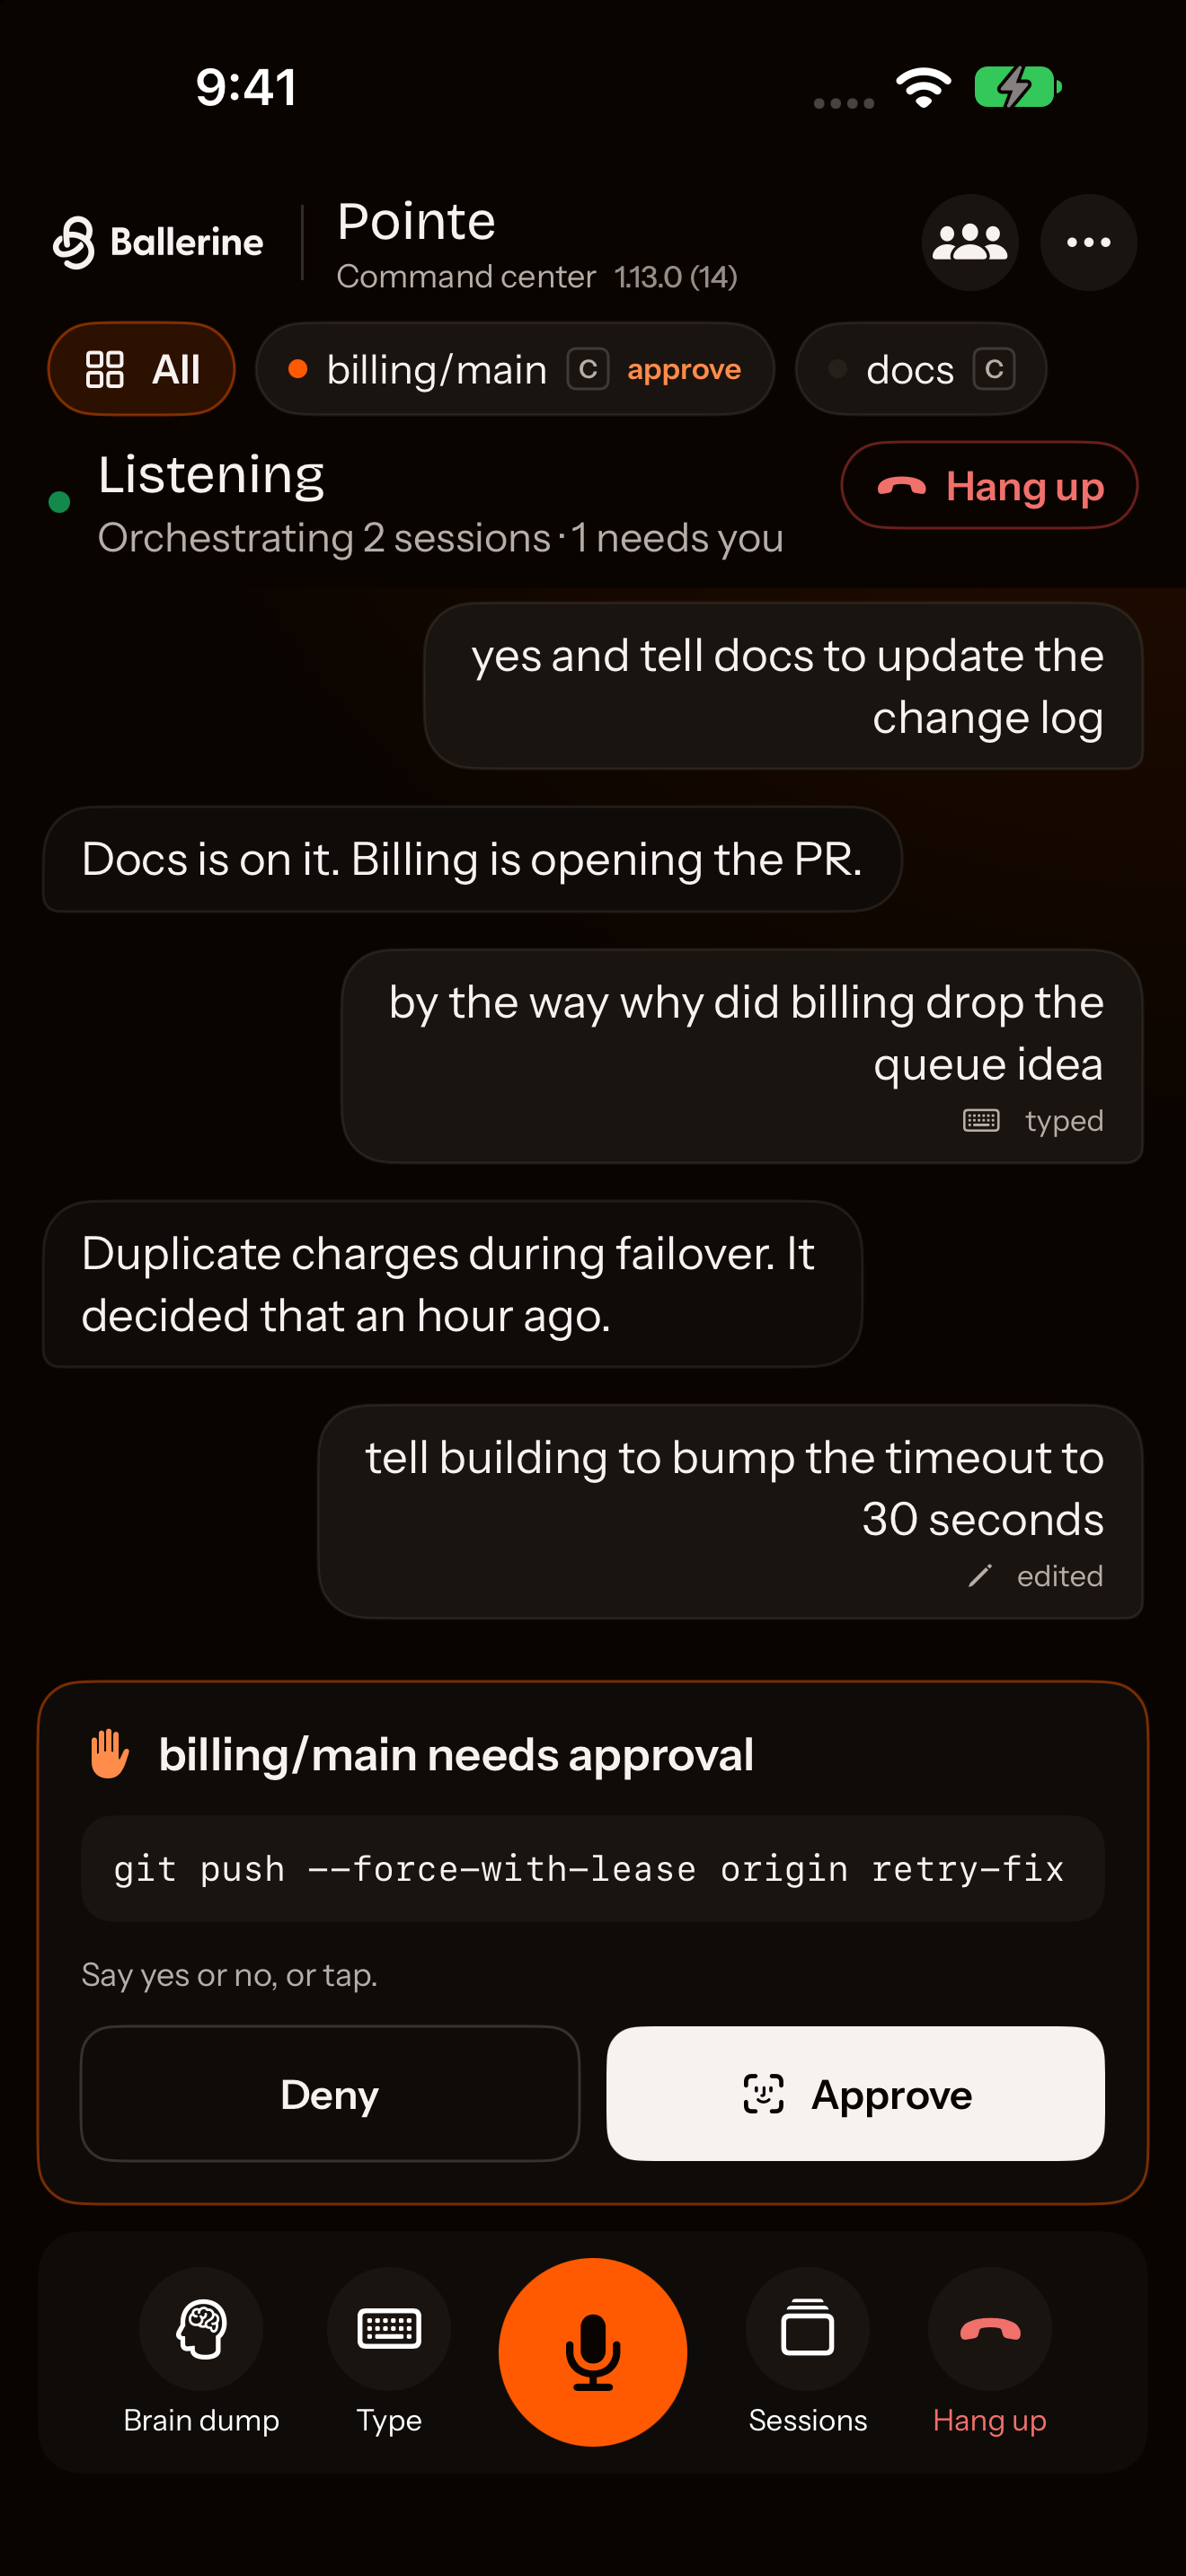 9:41
Ballerine
Pointe
Command center 1.13.0 (14)
All
billing/main C approve
docs C
Listening
Hang up
Orchestrating 2 sessions · 1 needs you
yes and tell docs to update the
change log
Docs is on it. Billing is opening the PR.
by the way why did billing drop the
queue idea
typed
Duplicate charges during failover. It
decided that an hour ago.
tell building to bump the timeout to
30 seconds
edited
billing/main needs approval
git push --force-with-lease origin retry-fix
Say yes or no, or tap.
Deny
Approve
Brain dump
Type
Sessions
Hang up